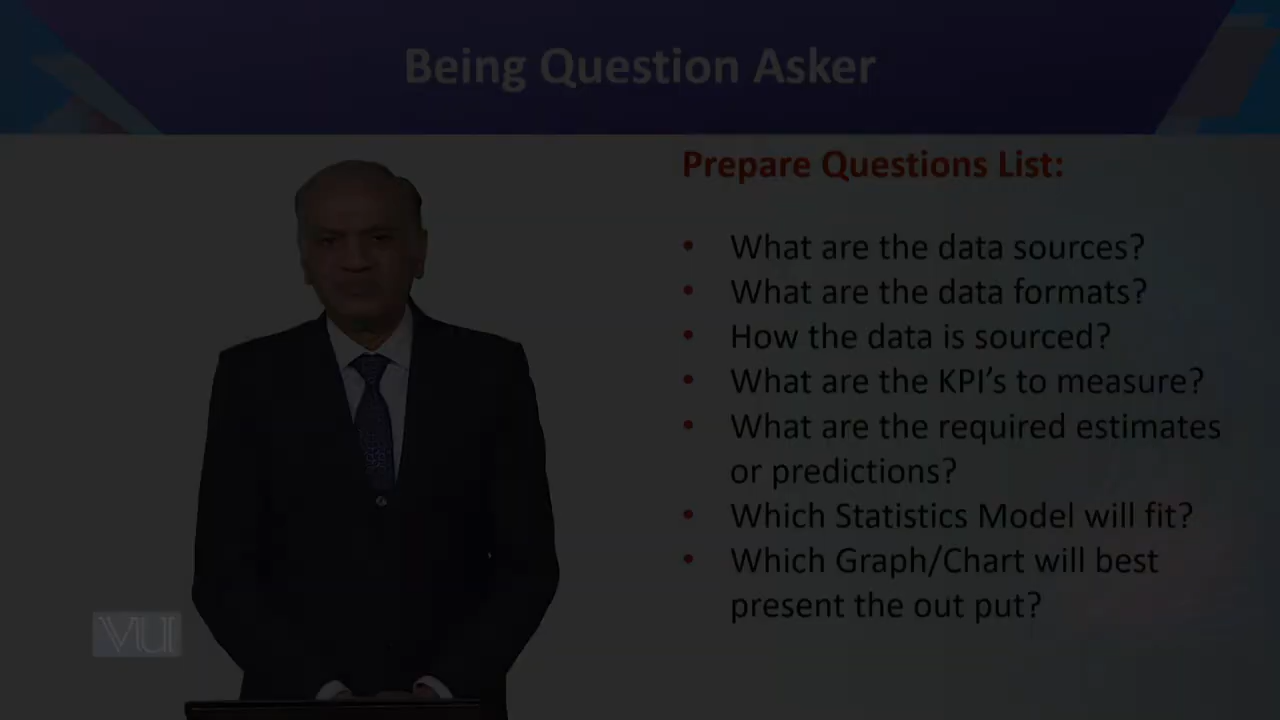 Being Question Asker
Prepare Questions List:
• What are the data sources?
• What are the data formats?
• How the data is sourced?
• What are the KPI’s to measure?
• What are the required estimates
or predictions?
• Which Statistics Model will fit?
• Which Graph/Chart will best
present the out put?
VU